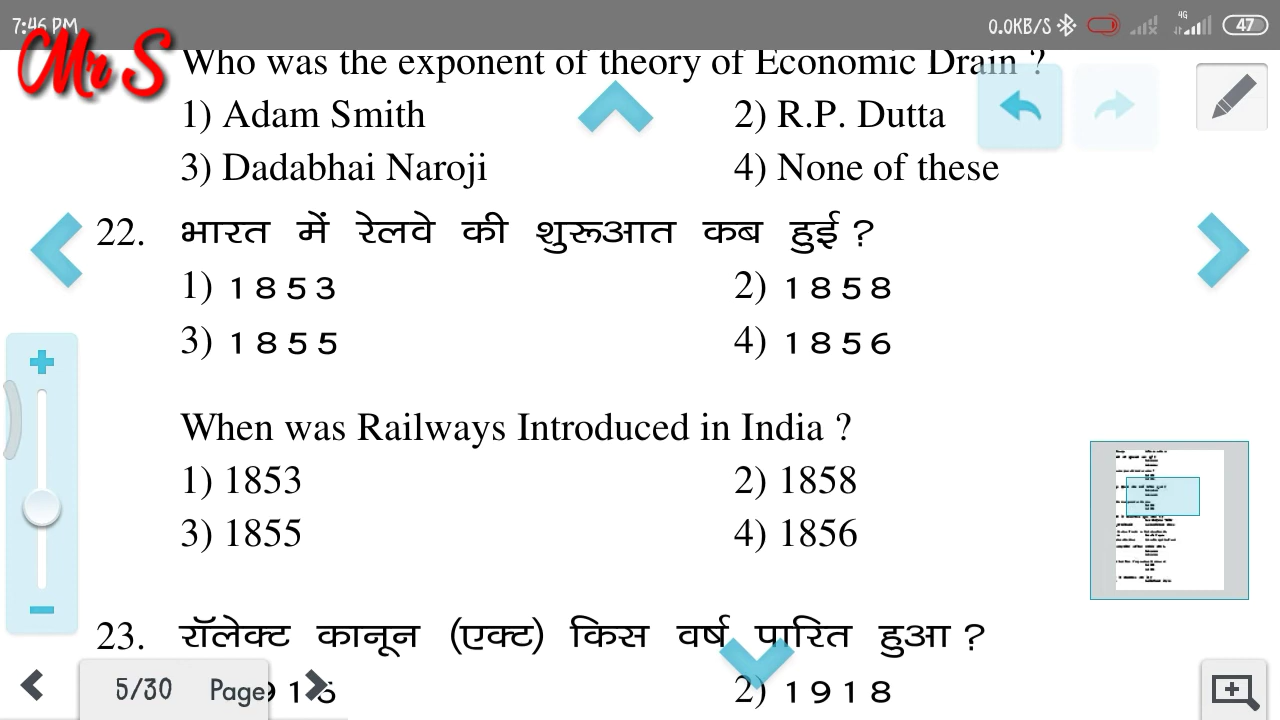 7:46 PM 0.0KB/S 4G 47
Mr S
Who was the exponent of theory of Economic Drain ?
1) Adam Smith 2) R.P. Dutta
3) Dadabhai Naroji 4) None of these
22. भारत में रेलवे की शुरूआत कब हुई ?
1) 1853 2) 1858
3) 1855 4) 1856
When was Railways Introduced in India ?
1) 1853 2) 1858
3) 1855 4) 1856
23. रॉलेक्ट कानून (एक्ट) किस वर्ष पारित हुआ ?
2) 1918
5/30 Page